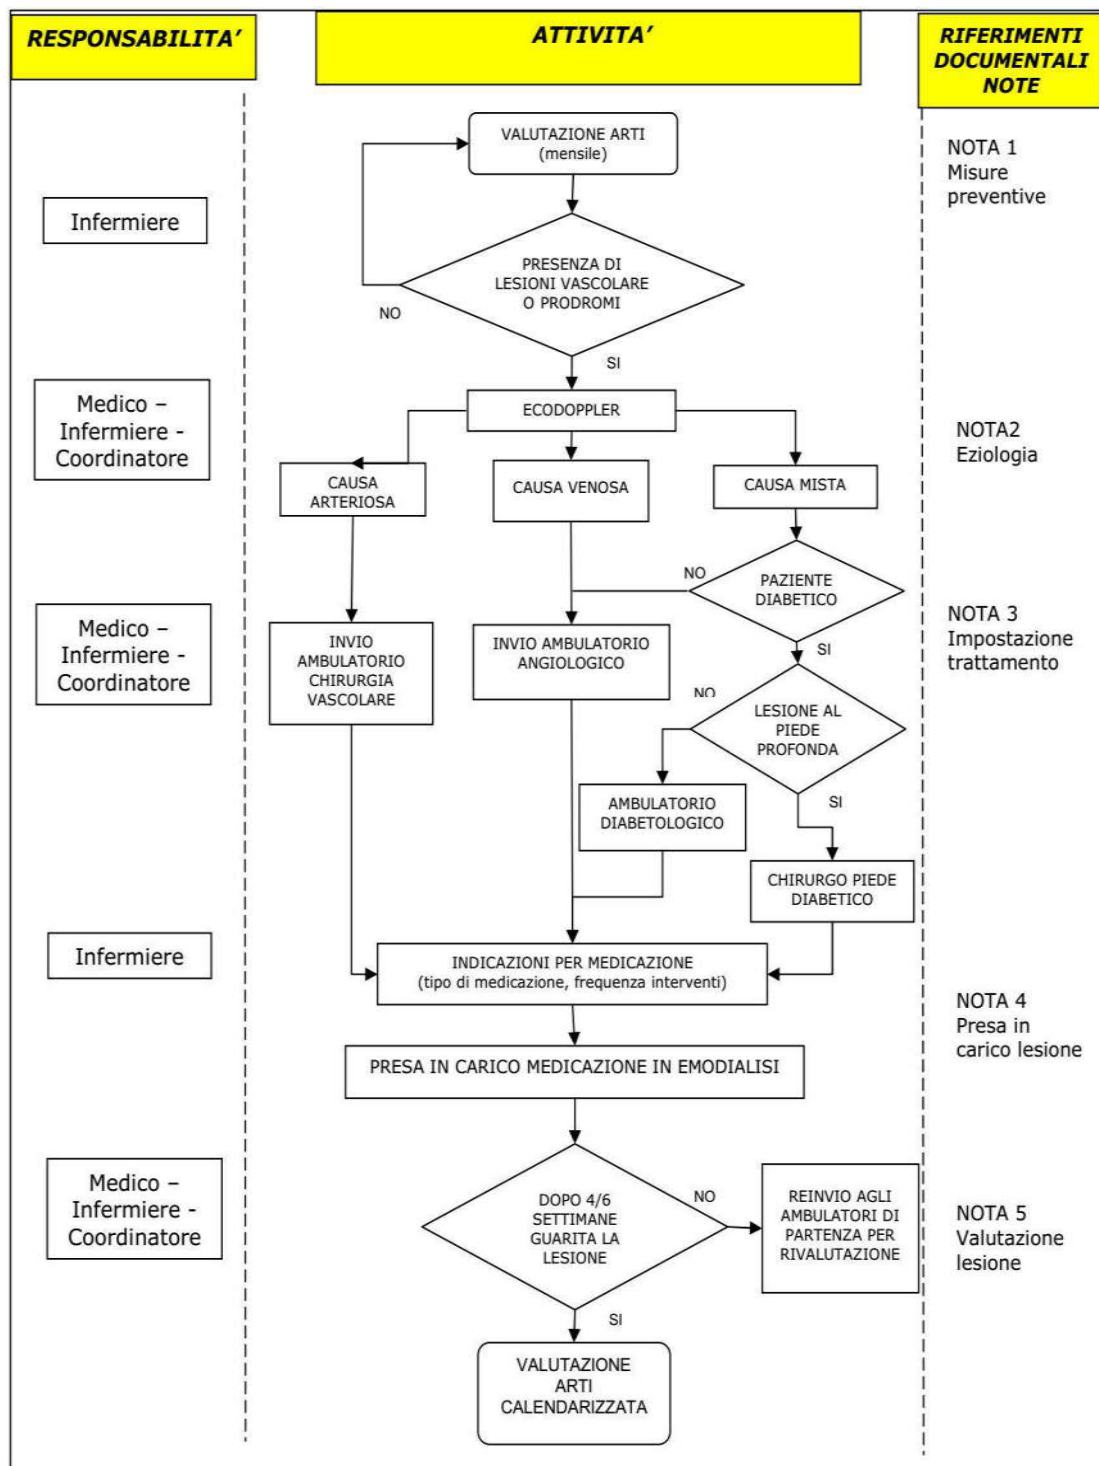 RESPONSABILITA’
ATTIVITA’
RIFERIMENTI
DOCUMENTALI
NOTE
VALUTAZIONE ARTI
(mensile)
NOTA 1
Misure
preventive
Infermiere
PRESENZA DI
LESIONI VASCOLARE
O PRODROMI
NO
SI
Medico –
Infermiere -
Coordinatore
ECODOPPLER
NOTA2
Eziologia
CAUSA
ARTERIOSA
CAUSA VENOSA
CAUSA MISTA
NO
PAZIENTE
DIABETICO
SI
Medico –
Infermiere -
Coordinatore
INVIO
AMBULATORIO
CHIRURGIA
VASCOLARE
INVIO AMBULATORIO
ANGIOLOGICO
NOTA 3
Impostazione
trattamento
NO
LESIONE AL
PIEDE
PROFONDA
SI
AMBULATORIO
DIABETOLOGICO
CHIRURGO PIEDE
DIABETICO
Infermiere
INDICAZIONI PER MEDICAZIONE
(tipo di medicazione, frequenza interventi)
NOTA 4
Presa in
carico lesione
PRESA IN CARICO MEDICAZIONE IN EMODIALISI
Medico –
Infermiere -
Coordinatore
DOPO 4/6
SETTIMANE
GUARITA LA
LESIONE
NO
REINVIO AGLI
AMBULATORI DI
PARTENZA PER
RIVALUTAZIONE
NOTA 5
Valutazione
lesione
SI
VALUTAZIONE
ARTI
CALENDARIZZATA